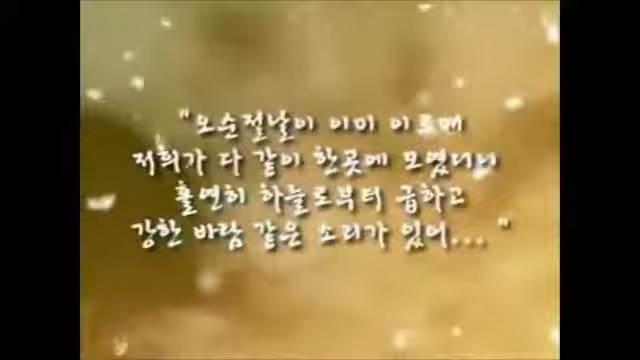 "오순절날이 이미 이르매
저희가 다 같이 한곳에 모였더니
홀연히 하늘로부터 급하고
강한 바람 같은 소리가 있어... "